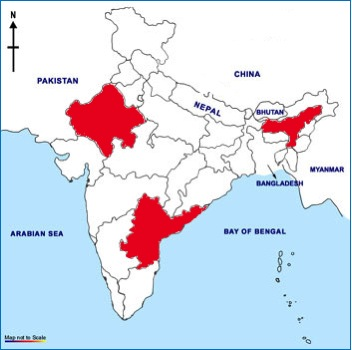 N
PAKISTAN
CHINA
NEPAL
BHUTAN
BANGLADESH
MYANMAR
ARABIAN SEA
BAY OF BENGAL
Map not to Scale